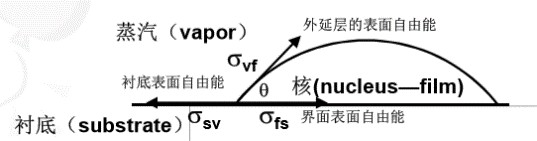 外延层的表面自由能
蒸汽（vapor）
σvf
衬底表面自由能
θ
核(nucleus—film)
衬底（substrate）
σsv
σfs
界面表面自由能